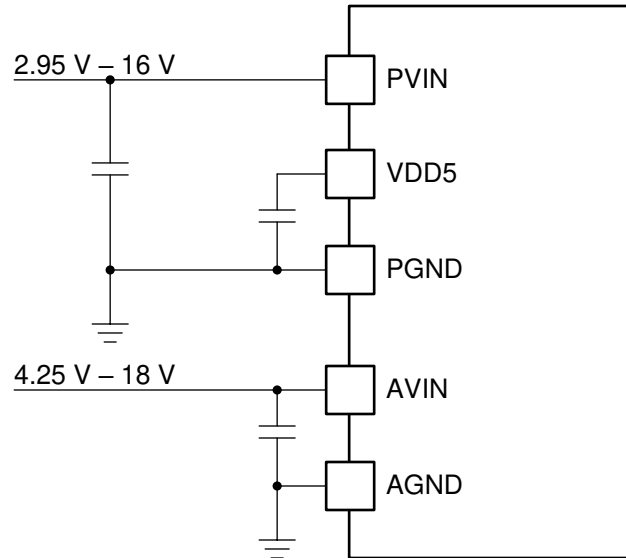 2.95 V – 16 V
PVIN
VDD5
PGND
4.25 V – 18 V
AVIN
AGND